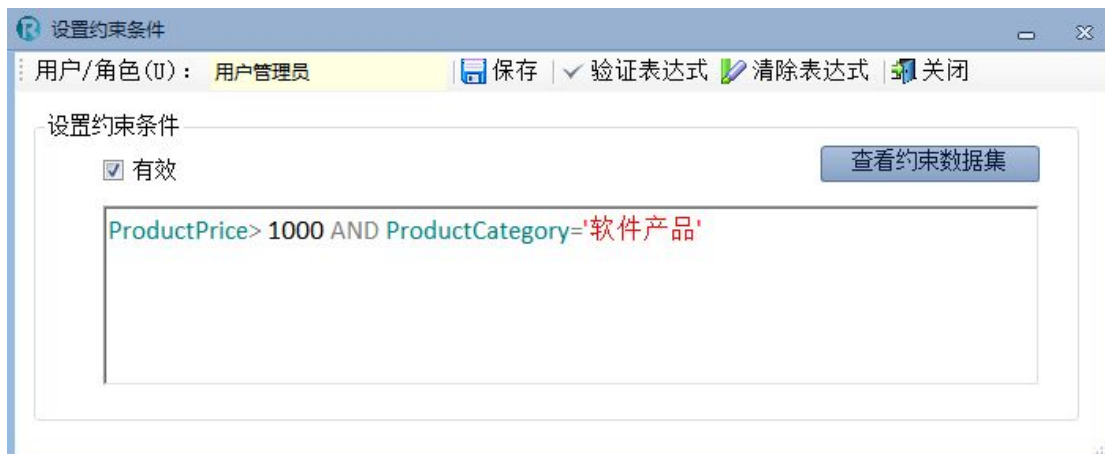 设置约束条件
用户/角色(U): 用户管理员 保存 验证表达式 清除表达式 关闭
设置约束条件
有效 查看约束数据集
ProductPrice> 1000 AND ProductCategory='软件产品'